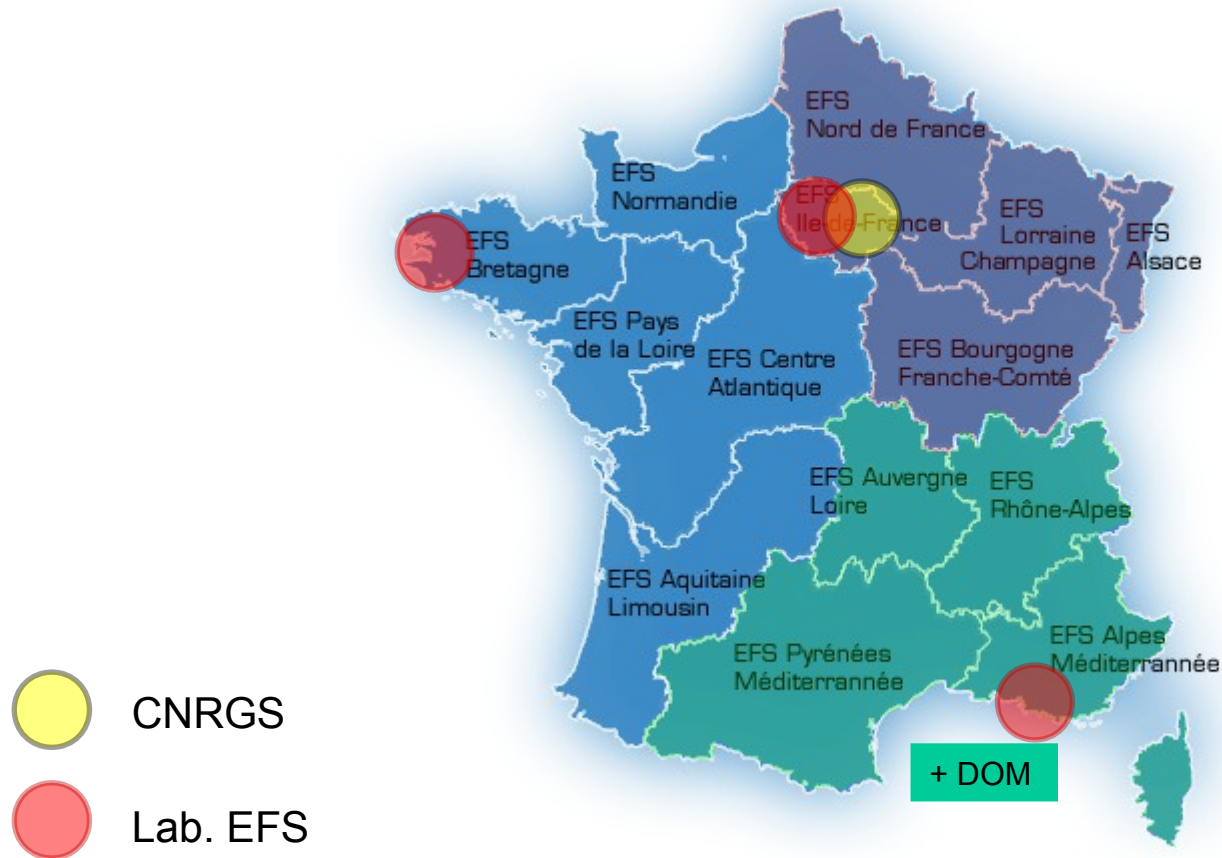 EFS
Nord de France
EFS
Normandie
EFS
Ile-de-France
EFS
Lorraine
Champagne
EFS
Alsace
EFS
Bretagne
EFS Pays
de la Loire
EFS Centre
Atlantique
EFS Bourgogne
Franche-Comté
EFS Auvergne
Loire
EFS
Rhône-Alpes
EFS Aquitaine
Limousin
EFS Pyrénées
Méditerrannée
EFS Alpes
Méditerrannée
+ DOM
CNRGS
Lab. EFS